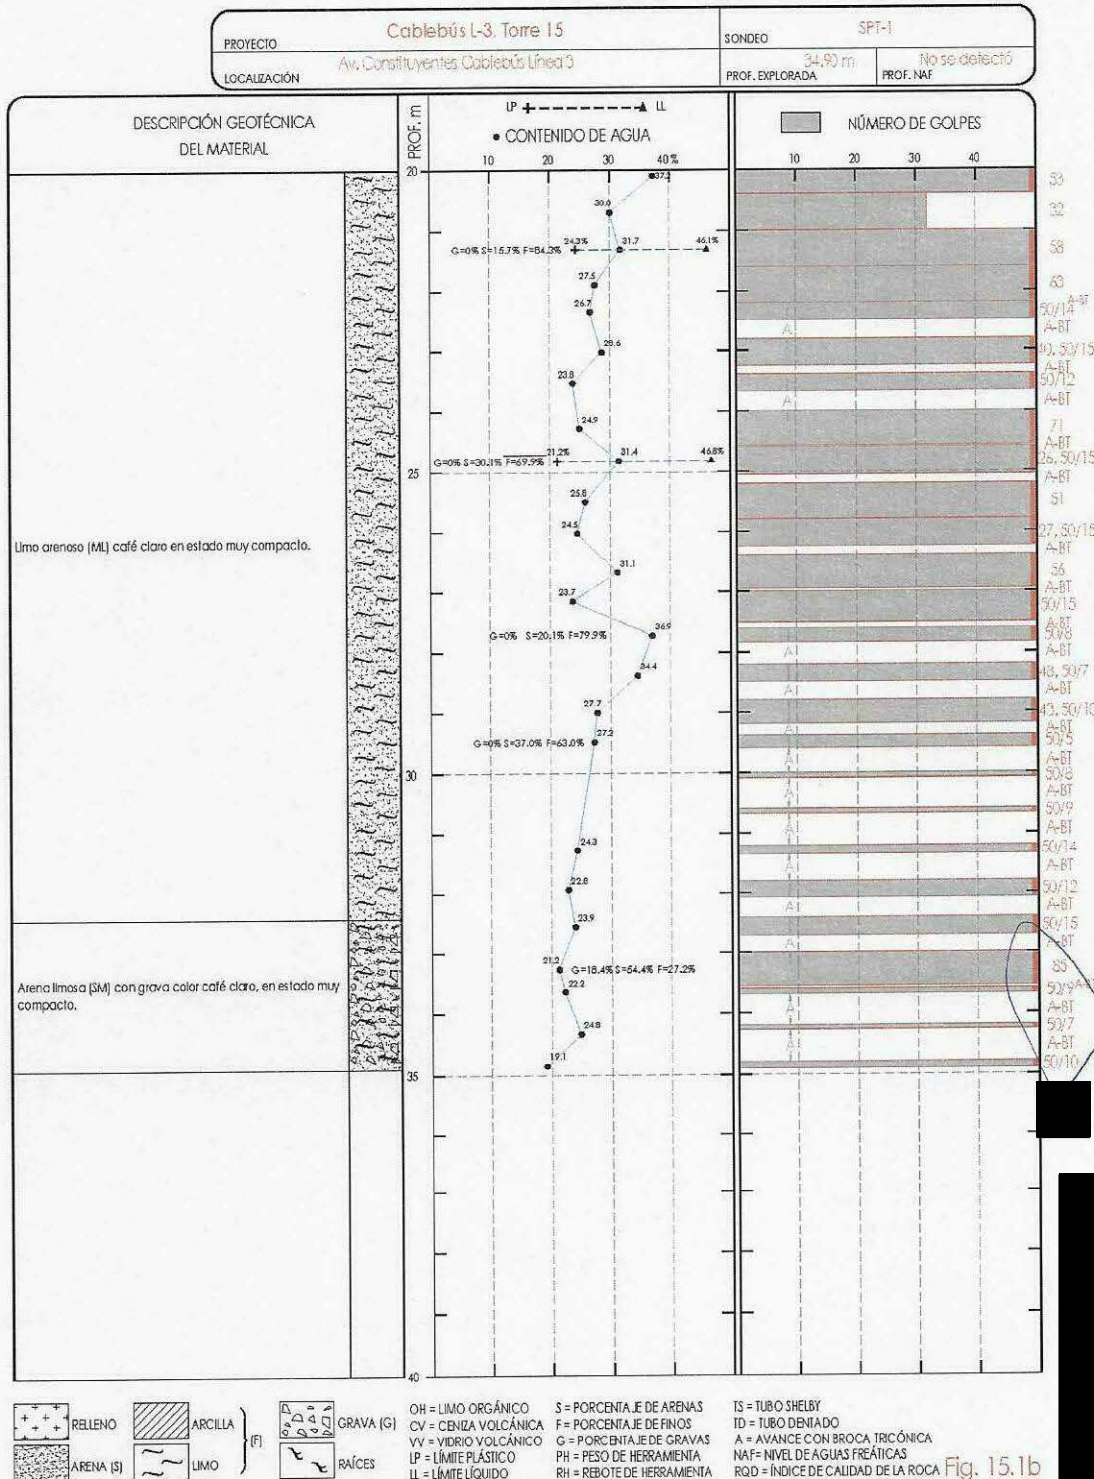 Cablebús L-3, Torre 15
PROYECTO
SONDEO
SPT-1
Av. Constituyentes Cablebús Línea 3
LOCALIZACIÓN
34.90 m
PROF. EXPLORADA
No se detectó
PROF. NAF
DESCRIPCIÓN GEOTÉCNICA
DEL MATERIAL
PROF. m
LP LL
CONTENIDO DE AGUA
10 20 30 40%
NÚMERO DE GOLPES
10 20 30 40
20
25
30
35
40
Limo arenoso (ML) café claro en estado muy compacto.
Arena limosa (SM) con grava color café claro, en estado muy
compacto.
37.2
30.0
G=0% S=15.7% F=84.3% 24.3% 31.7 46.1%
27.5
26.7
28.6
23.8
24.9
G=0% S=30.1% F=69.9% 21.2% 31.4 46.8%
25.8
24.5
31.1
23.7
36.9
G=0% S=20.1% F=79.9%
34.4
27.7
27.2
G=0% S=37.0% F=63.0%
24.3
22.8
23.9
21.2
G=18.4% S=54.4% F=27.2%
22.2
24.8
19.1
53
32
58
63
A-BT
50/14
A-BT
40, 50/15
A-BT
50/12
A-BT
71
A-BT
26, 50/15
A-BT
51
27, 50/15
A-BT
56
A-BT
50/15
A-BT
50/8
A-BT
48, 50/7
A-BT
43, 50/10
A-BT
50/5
A-BT
50/8
A-BT
50/9
A-BT
50/14
A-BT
50/12
A-BT
50/15
A-BT
85
50/9
A-BT
50/7
A-BT
50/10
RELLENO
ARENA (S)
ARCILLA
LIMO
(F)
GRAVA (G)
RAÍCES
OH = LIMO ORGÁNICO
CV = CENIZA VOLCÁNICA
VV = VIDRIO VOLCÁNICO
LP = LÍMITE PLÁSTICO
LL = LÍMITE LÍQUIDO
S = PORCENTAJE DE ARENAS
F = PORCENTAJE DE FINOS
G = PORCENTAJE DE GRAVAS
PH = PESO DE HERRAMIENTA
RH = REBOTE DE HERRAMIENTA
TS = TUBO SHELBY
TD = TUBO DENTADO
A = AVANCE CON BROCA TRICÓNICA
NAF= NIVEL DE AGUAS FREÁTICAS
RQD = ÍNDICE DE CALIDAD DE LA ROCA
Fig. 15.1b